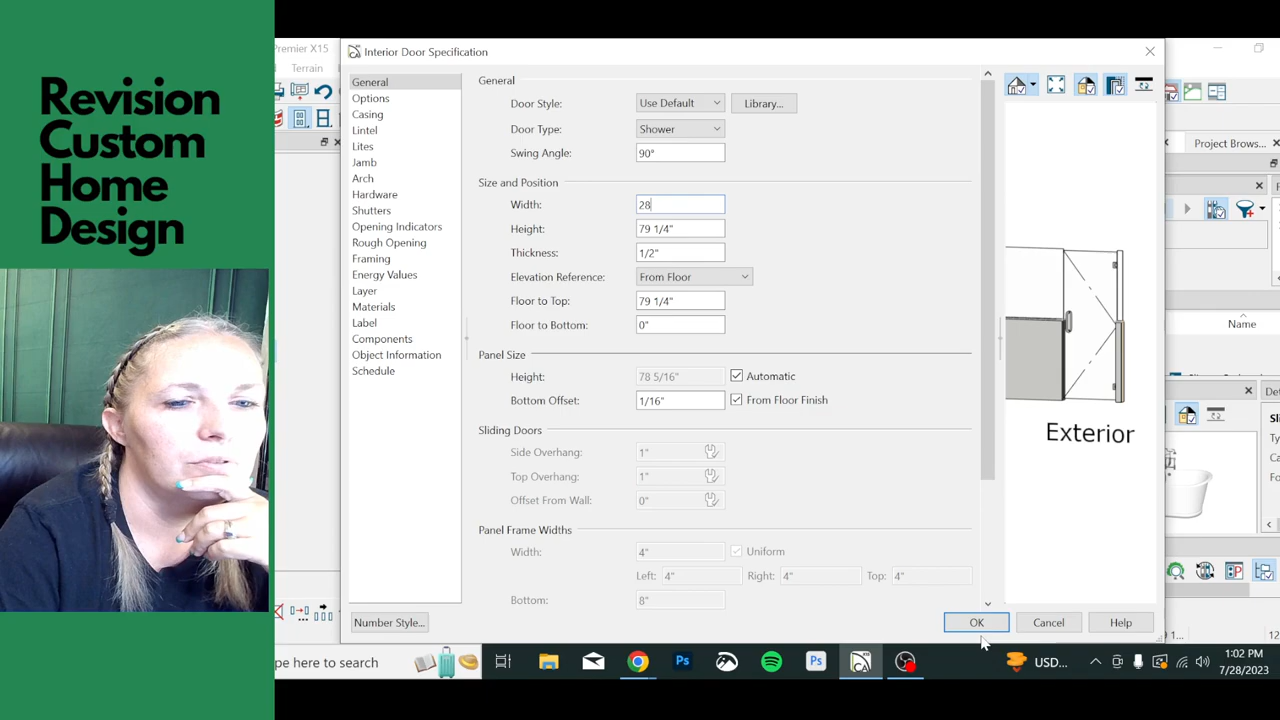 Revision
Custom
Home
Design
Premier X15
Terrain
Interior Door Specification
General
Options
Casing
Lintel
Lites
Jamb
Arch
Hardware
Shutters
Opening Indicators
Rough Opening
Framing
Energy Values
Layer
Materials
Label
Components
Object Information
Schedule
General
Door Style: Use Default Library...
Door Type: Shower
Swing Angle: 90°
Size and Position
Width: 28
Height: 79 1/4"
Thickness: 1/2"
Elevation Reference: From Floor
Floor to Top: 79 1/4"
Floor to Bottom: 0"
Panel Size
Height: 78 5/16" Automatic
Bottom Offset: 1/16" From Floor Finish
Sliding Doors
Side Overhang: 1"
Top Overhang: 1"
Offset From Wall: 0"
Panel Frame Widths
Width: 4" Uniform
Left: 4" Right: 4" Top: 4"
Bottom: 8"
Exterior
Number Style...
OK Cancel Help
Project Brows...
Name
pe here to search
USD...
1:02 PM
7/28/2023